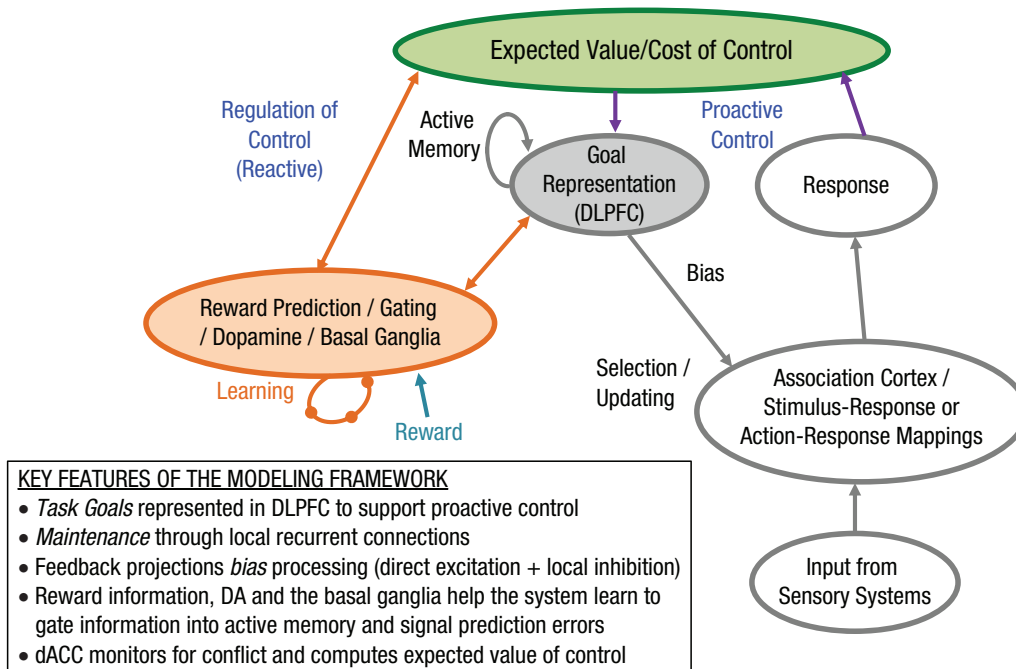 Expected Value/Cost of Control
Regulation of
Control
(Reactive)
Active
Memory
Proactive
Control
Goal
Representation
(DLPFC)
Response
Bias
Reward Prediction / Gating
/ Dopamine / Basal Ganglia
Learning
Reward
Selection /
Updating
Association Cortex /
Stimulus-Response or
Action-Response Mappings
Input from
Sensory Systems
KEY FEATURES OF THE MODELING FRAMEWORK
• Task Goals represented in DLPFC to support proactive control
• Maintenance through local recurrent connections
• Feedback projections bias processing (direct excitation + local inhibition)
• Reward information, DA and the basal ganglia help the system learn to
gate information into active memory and signal prediction errors
• dACC monitors for conflict and computes expected value of control